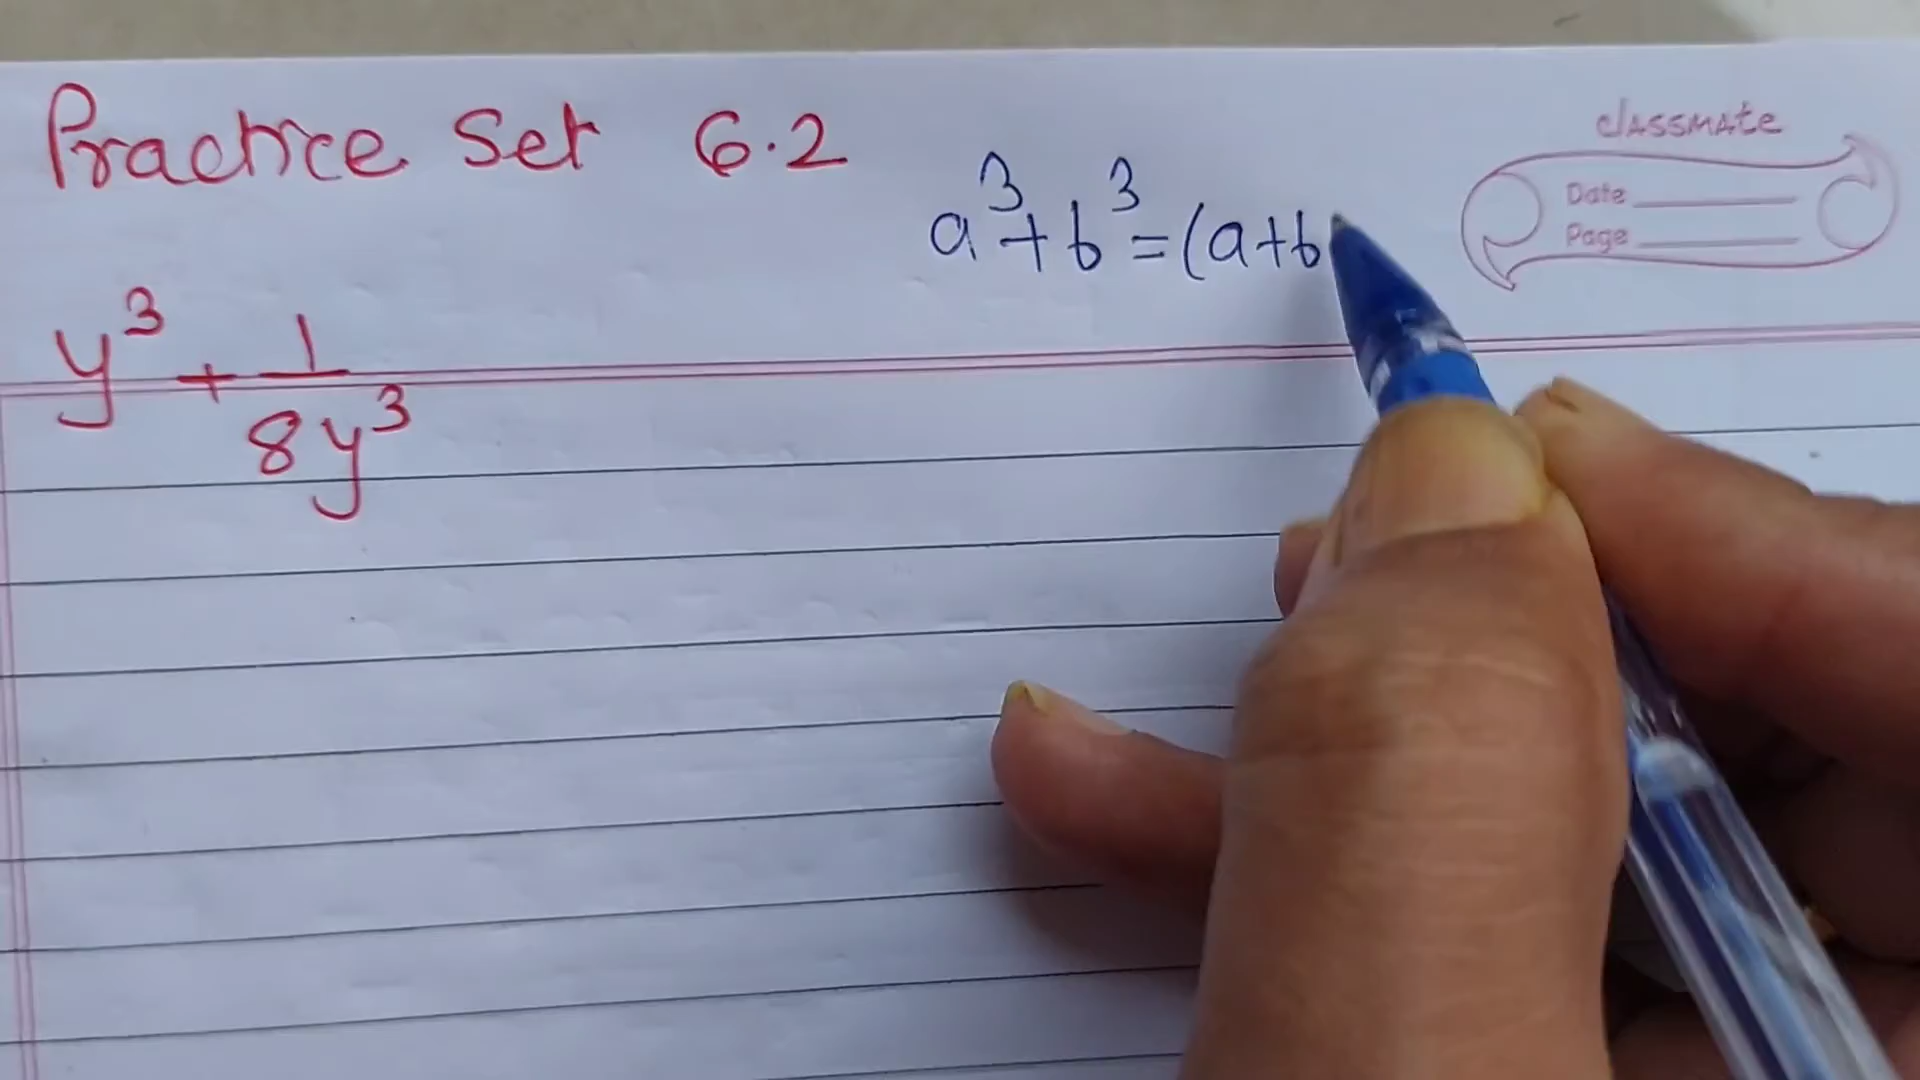 Practice Set 6.2
a³ + b³ = (a+b
classmate
Date
Page
y³ + 1/8y³